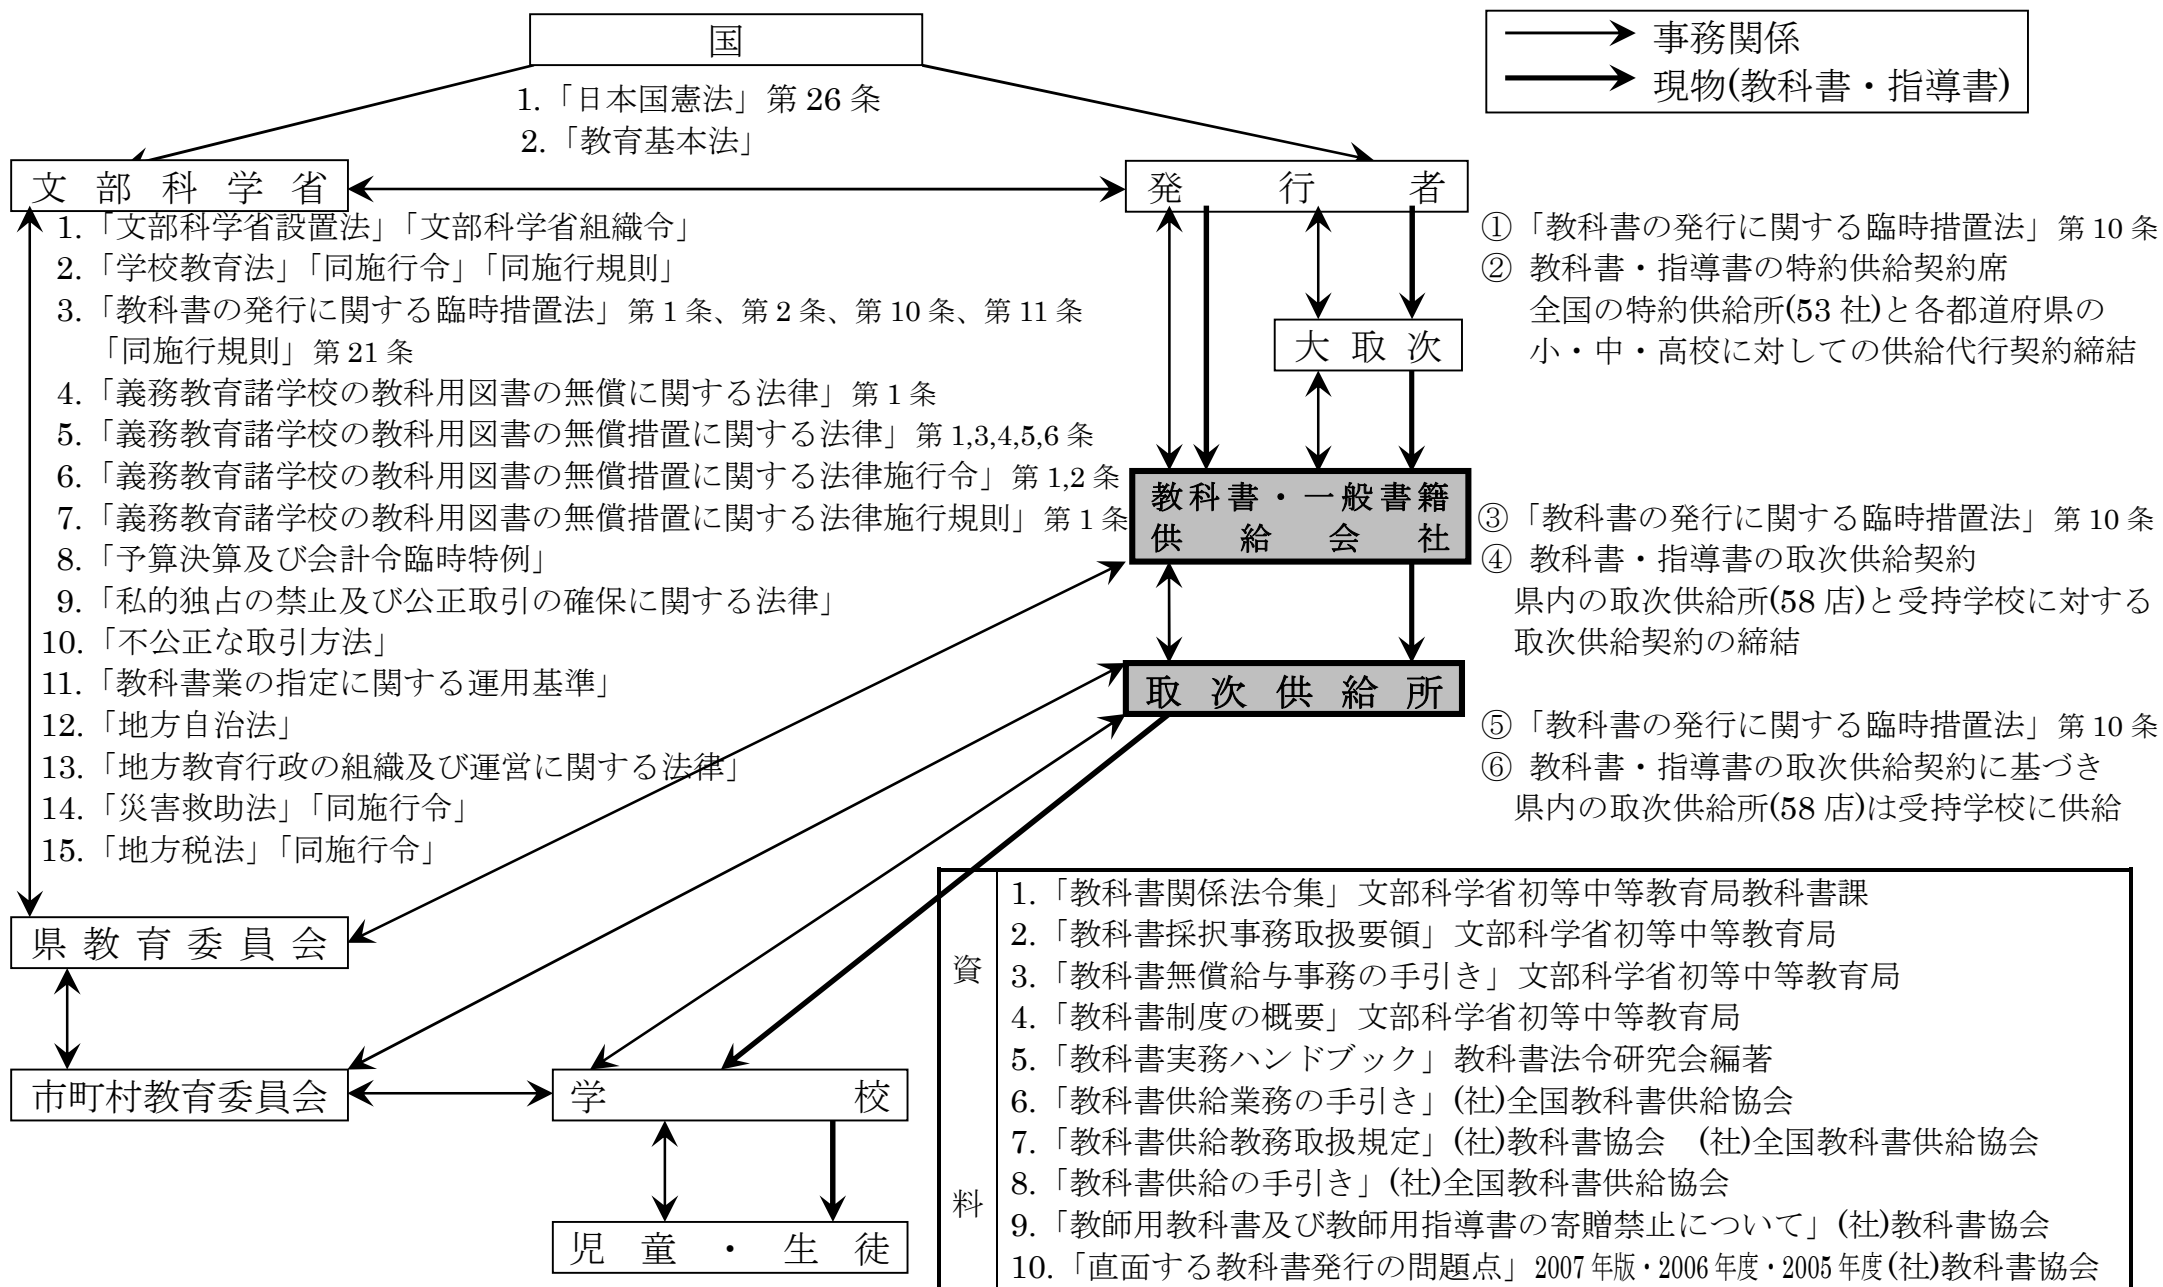 国
事務関係
現物(教科書・指導書)
1.「日本国憲法」第 26 条
2.「教育基本法」
文部科学省
発行者
1.「文部科学省設置法」「文部科学省組織令」
2.「学校教育法」「同施行令」「同施行規則」
3.「教科書の発行に関する臨時措置法」第 1 条、第 2 条、第 10 条、第 11 条
「同施行規則」第 21 条
4.「義務教育諸学校の教科用図書の無償に関する法律」第 1 条
5.「義務教育諸学校の教科用図書の無償措置に関する法律」第 1,3,4,5,6 条
6.「義務教育諸学校の教科用図書の無償措置に関する法律施行令」第 1,2 条
7.「義務教育諸学校の教科用図書の無償措置に関する法律施行規則」第 1 条
8.「予算決算及び会計令臨時特例」
9.「私的独占の禁止及び公正取引の確保に関する法律」
10.「不公正な取引方法」
11.「教科書業の指定に関する運用基準」
12.「地方自治法」
13.「地方教育行政の組織及び運営に関する法律」
14.「災害救助法」「同施行令」
15.「地方税法」「同施行令」
①「教科書の発行に関する臨時措置法」第 10 条
② 教科書・指導書の特約供給契約席
全国の特約供給所(53 社)と各都道府県の
小・中・高校に対しての供給代行契約締結
大取次
教科書・一般書籍
供給会社
③「教科書の発行に関する臨時措置法」第 10 条
④ 教科書・指導書の取次供給契約
県内の取次供給所(58 店)と受持学校に対する
取次供給契約の締結
取次供給所
⑤「教科書の発行に関する臨時措置法」第 10 条
⑥ 教科書・指導書の取次供給契約に基づき
県内の取次供給所(58 店)は受持学校に供給
県教育委員会
市町村教育委員会
学校
児童・生徒
資料
1.「教科書関係法令集」文部科学省初等中等教育局教科書課
2.「教科書採択事務取扱要領」文部科学省初等中等教育局
3.「教科書無償給与事務の手引き」文部科学省初等中等教育局
4.「教科書制度の概要」文部科学省初等中等教育局
5.「教科書実務ハンドブック」教科書法令研究会編著
6.「教科書供給業務の手引き」(社)全国教科書供給協会
7.「教科書供給教務取扱規定」(社)教科書協会　(社)全国教科書供給協会
8.「教科書供給の手引き」(社)全国教科書供給協会
9.「教師用教科書及び教師用指導書の寄贈禁止について」(社)教科書協会
10.「直面する教科書発行の問題点」2007 年版・2006 年度・2005 年度(社)教科書協会